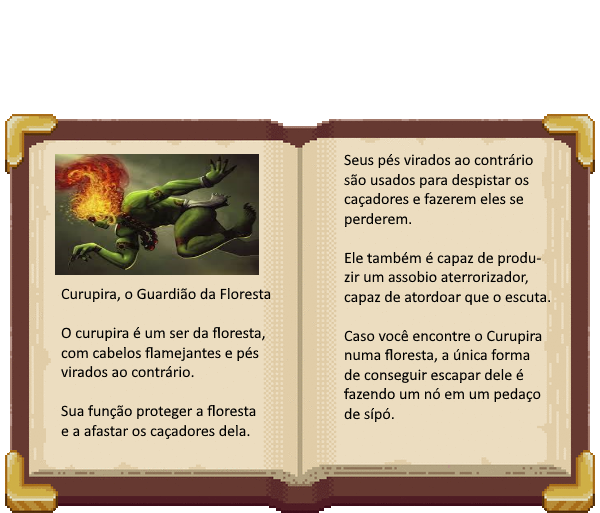 Curupira, o Guardião da Floresta
O curupira é um ser da floresta,
com cabelos flamejantes e pés
virados ao contrário.
Sua função proteger a floresta
e a afastar os caçadores dela.
Seus pés virados ao contrário
são usados para despistar os
caçadores e fazerem eles se
perderem.
Ele também é capaz de produ-
zir um assobio aterrorizador,
capaz de atordoar que o escuta.
Caso você encontre o Curupira
numa floresta, a única forma
de conseguir escapar dele é
fazendo um nó em um pedaço
de sípó.